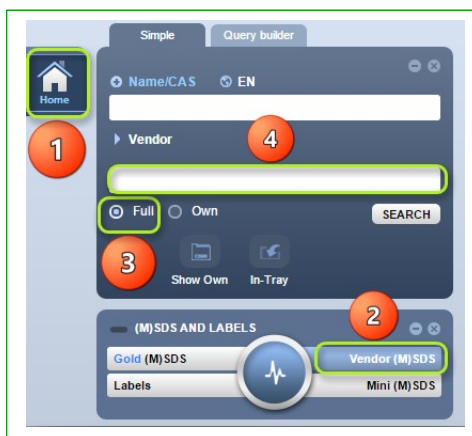 Simple Query builder
Home
Name/CAS EN
1
Vendor
4
Full Own SEARCH
3
Show Own In-Tray
2
(M)SDS AND LABELS
Gold (M)SDS Vendor (M)SDS
Labels Mini (M)SDS